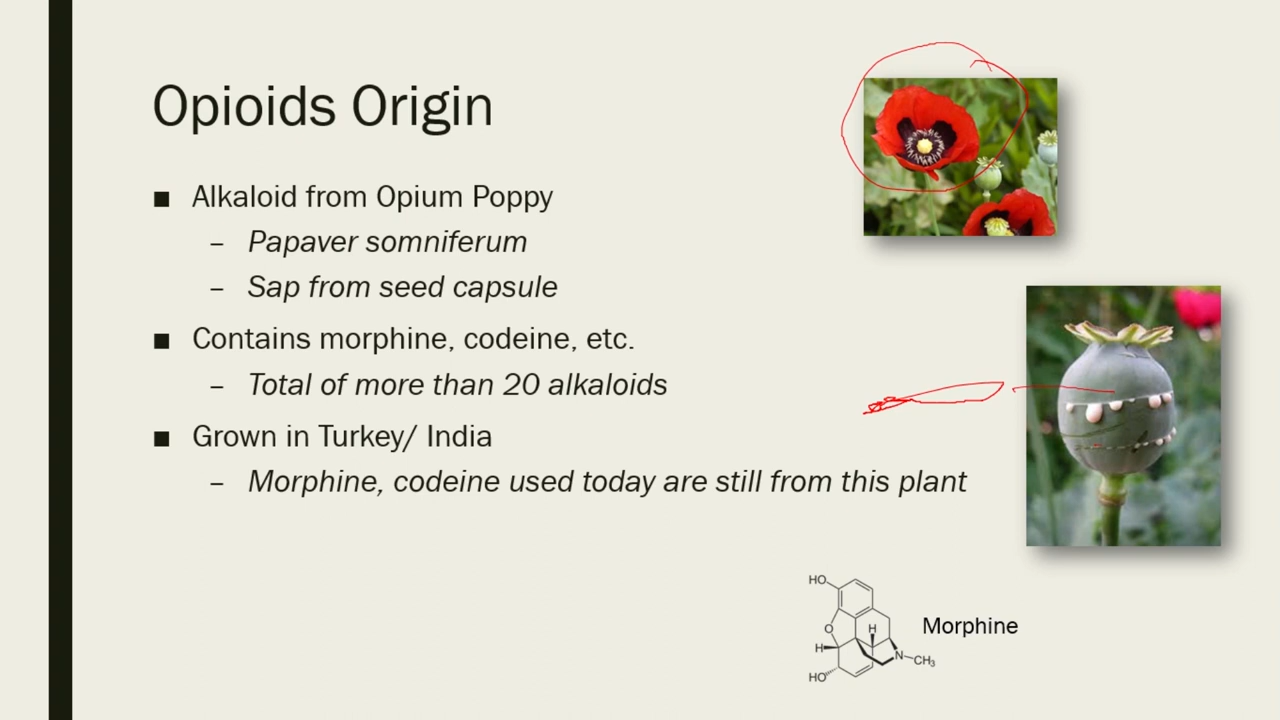 Opioids Origin
■ Alkaloid from Opium Poppy
– Papaver somniferum
– Sap from seed capsule
■ Contains morphine, codeine, etc.
– Total of more than 20 alkaloids
■ Grown in Turkey/ India
– Morphine, codeine used today are still from this plant
HO
O
H
H
N
CH₃
HO
Morphine